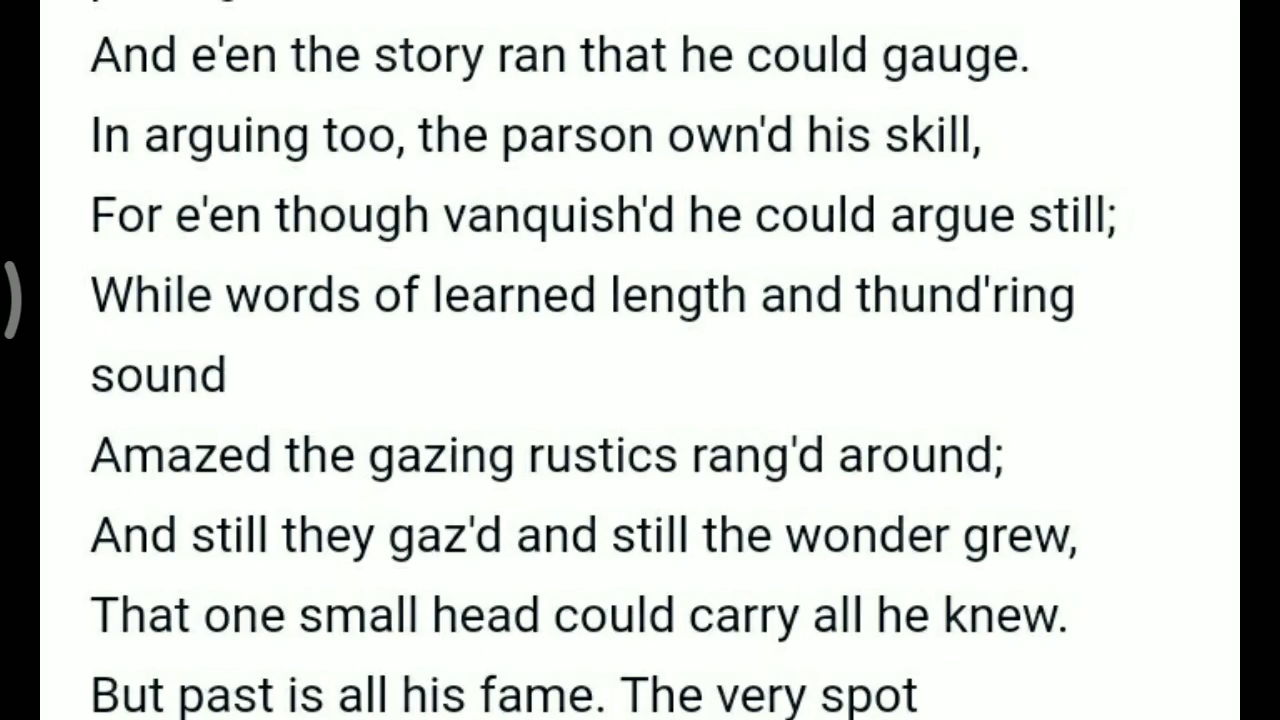 And e'en the story ran that he could gauge.
In arguing too, the parson own'd his skill,
For e'en though vanquish'd he could argue still;
While words of learned length and thund'ring
sound
Amazed the gazing rustics rang'd around;
And still they gaz'd and still the wonder grew,
That one small head could carry all he knew.
But past is all his fame. The very spot